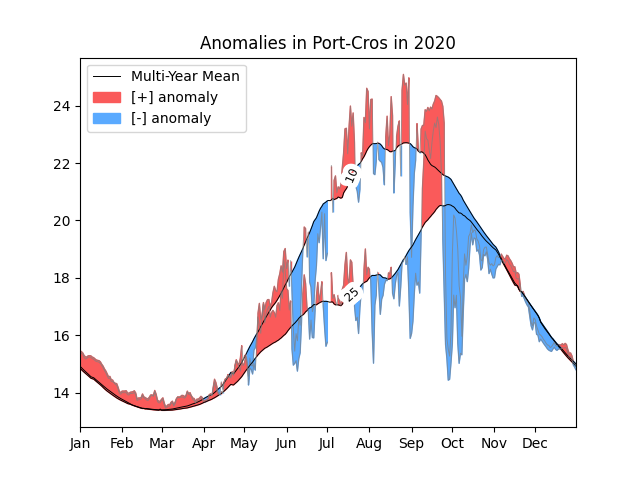 Anomalies in Port-Cros in 2020
Multi-Year Mean
[+] anomaly
[-] anomaly
24
22
20
18
16
14
10
25
Jan Feb Mar Apr May Jun Jul Aug Sep Oct Nov Dec